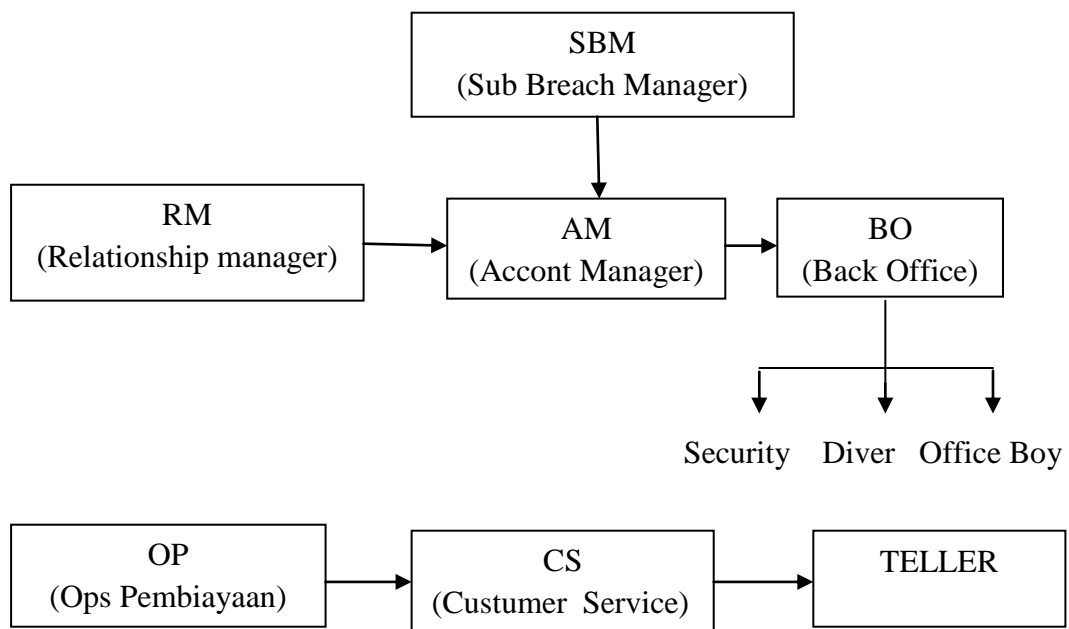 SBM
(Sub Breach Manager)
RM
(Relationship manager)
AM
(Accont Manager)
BO
(Back Office)
Security Diver Office Boy
OP
(Ops Pembiayaan)
CS
(Custumer Service)
TELLER